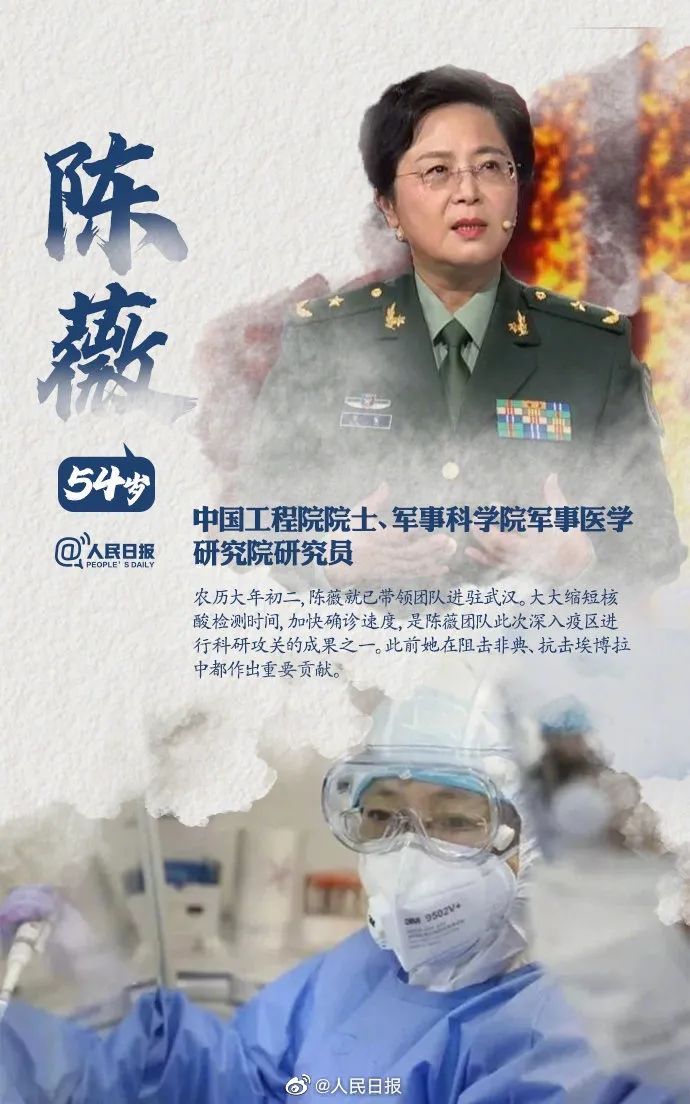 陈薇
54岁
@人民日报
PEOPLE'S DAILY
中国工程院院士、军事科学院军事医学
研究院研究员
农历大年初二,陈薇就已带领团队进驻武汉。大大缩短核
酸检测时间,加快确诊速度,是陈薇团队此次深入疫区进
行科研攻关的成果之一。此前她在阻击非典、抗击埃博拉
中都作出重要贡献。
3M 9502V+
@人民日报